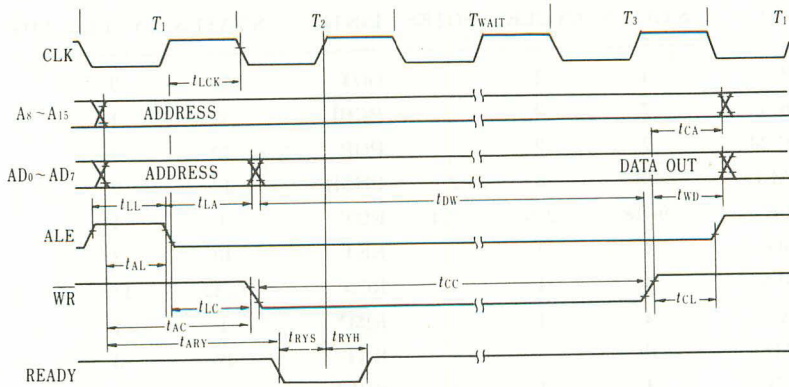 T1 T2 TWAIT T3 T1
CLK
tLCK
A8~A15 ADDRESS
tCA
AD0~AD7 ADDRESS DATA OUT
tLL tLA tDW tWD
ALE
tAL
tCC
WR
tLC tCL
tAC
tARY tRYS tRYH
READY